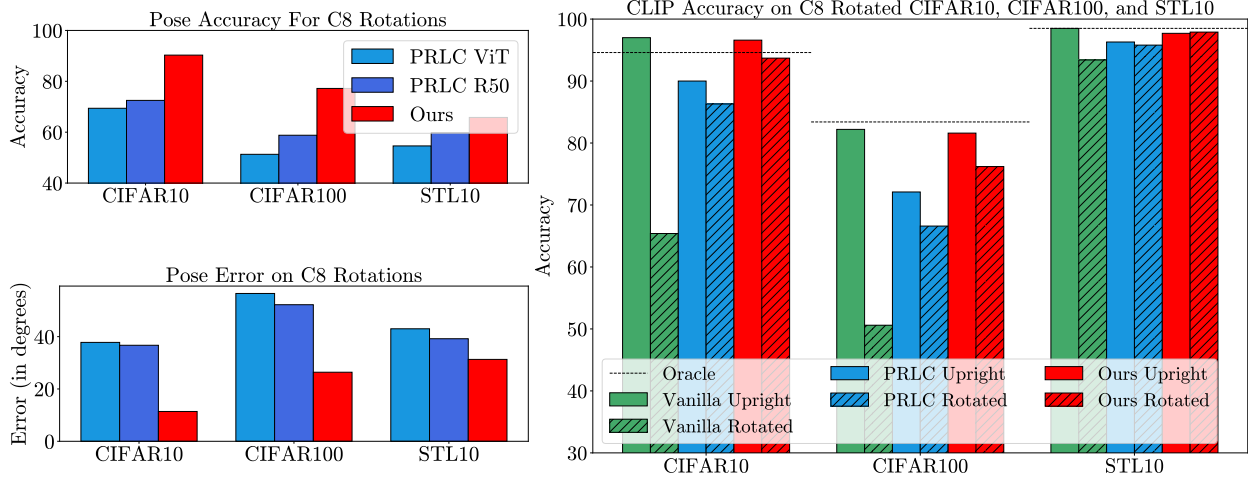 Pose Accuracy For C8 Rotations
Accuracy
100
80
60
40
PRLC ViT
PRLC R50
Ours
CIFAR10 CIFAR100 STL10
Pose Error on C8 Rotations
Error (in degrees)
40
20
0
CIFAR10 CIFAR100 STL10
CLIP Accuracy on C8 Rotated CIFAR10, CIFAR100, and STL10
Accuracy
100
90
80
70
60
50
40
30
Oracle
Vanilla Upright
Vanilla Rotated
PRLC Upright
PRLC Rotated
Ours Upright
Ours Rotated
CIFAR10 CIFAR100 STL10